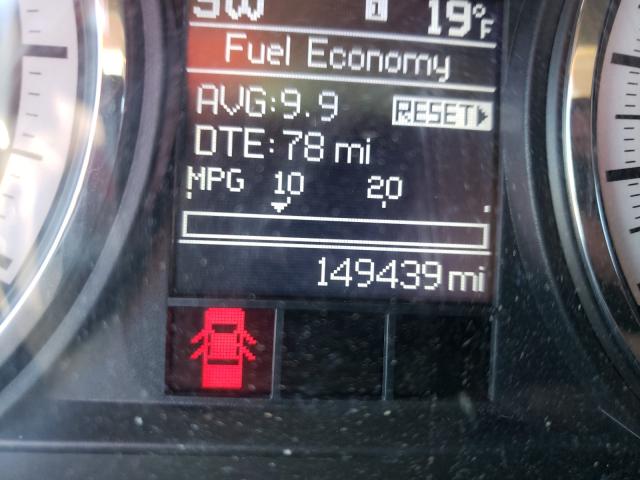 SW i 19°F
Fuel Economy
AVG:9.9 RESET
DTE: 78 mi
MPG 10 20
149439 mi